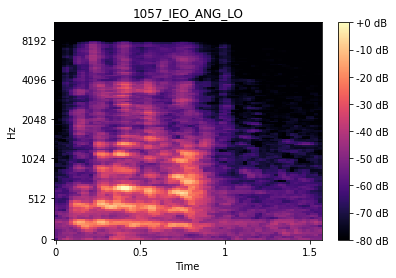 1057_IEO_ANG_LO
8192
4096
2048
1024
512
0
Hz
0
0.5
1
1.5
Time
+0 dB
-10 dB
-20 dB
-30 dB
-40 dB
-50 dB
-60 dB
-70 dB
-80 dB